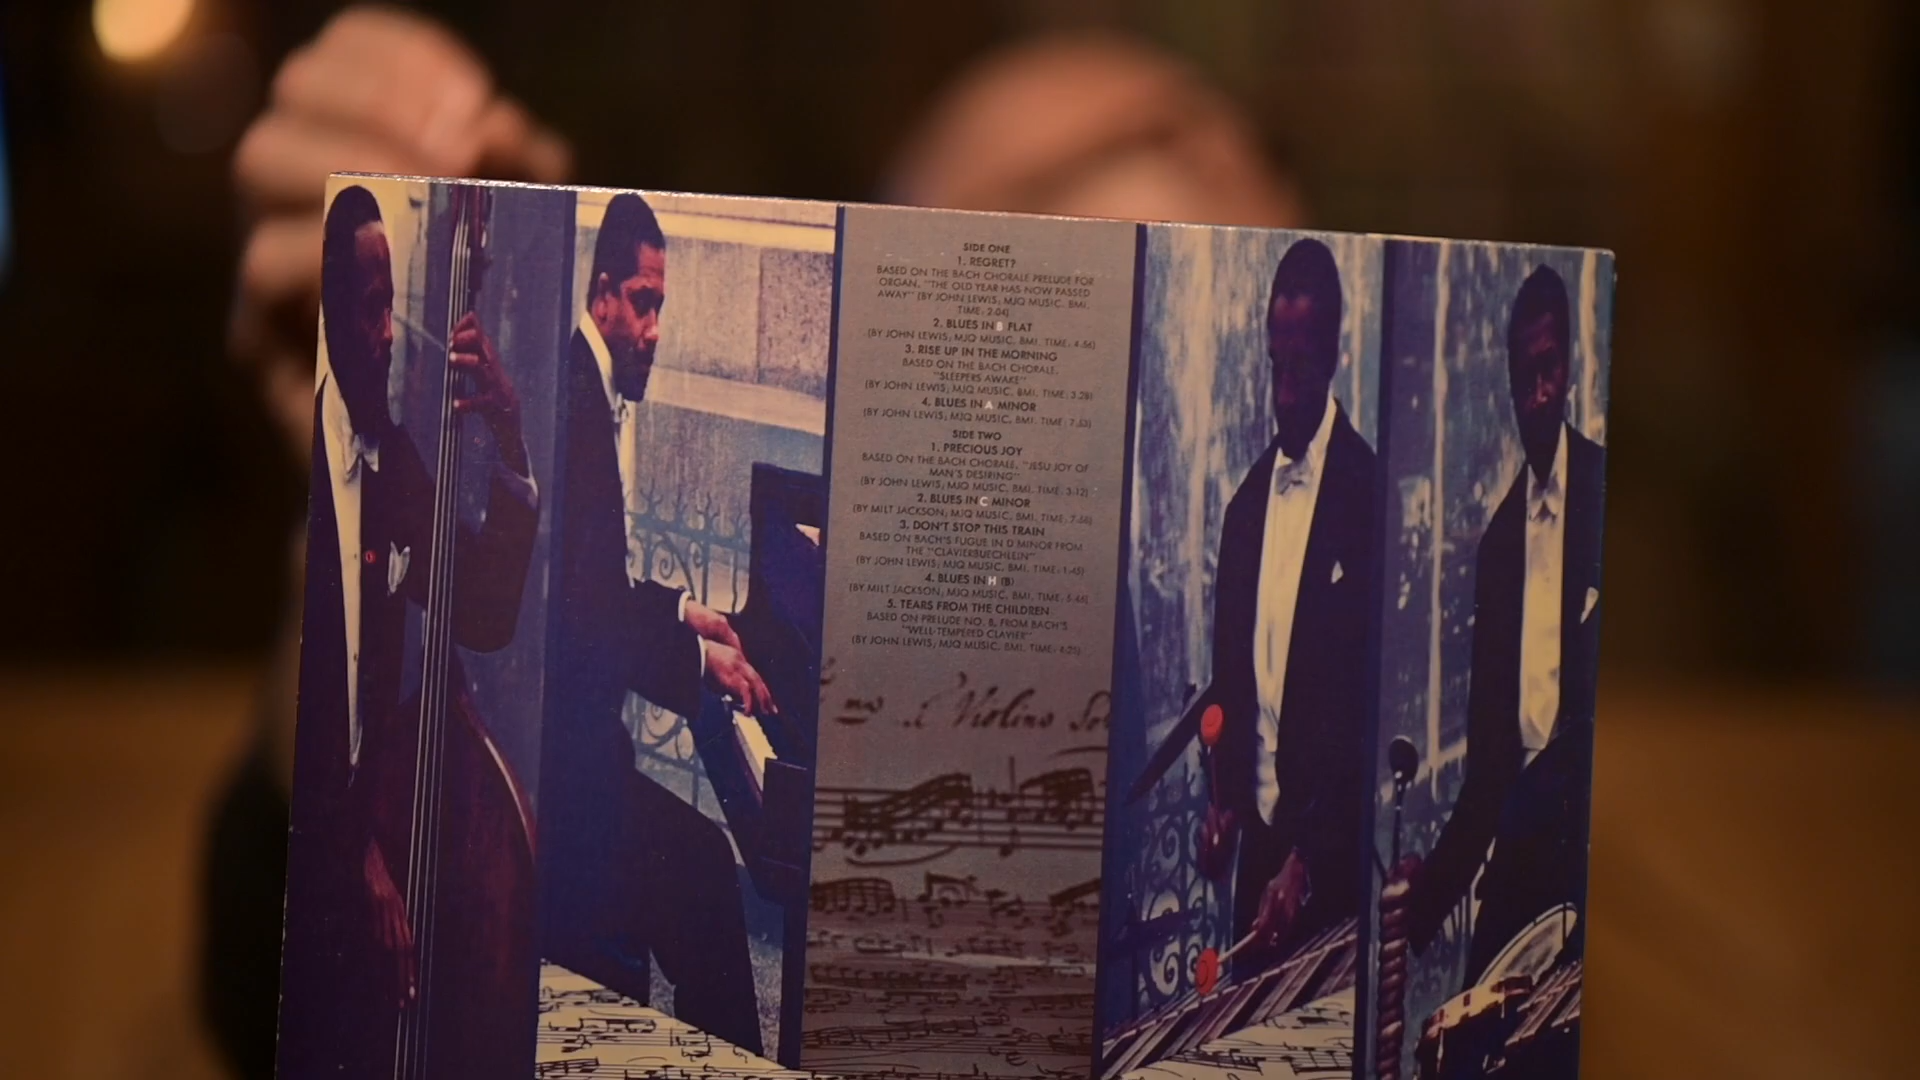 SIDE ONE
1. REGRET?
BASED ON THE BACH CHORALE PRELUDE FOR
ORGAN, "THE OLD YEAR HAS NOW PASSED
AWAY" (BY JOHN LEWIS, MJQ MUSIC, BMI.
TIME: 2:04)
2. BLUES IN B FLAT
(BY JOHN LEWIS, MJQ MUSIC, BMI. TIME: 4:56)
3. RISE UP IN THE MORNING
BASED ON THE BACH CHORALE,
"SLEEPERS AWAKE"
(BY JOHN LEWIS, MJQ MUSIC, BMI. TIME: 3:28)
4. BLUES IN A MINOR
(BY JOHN LEWIS, MJQ MUSIC, BMI. TIME: 7:53)
SIDE TWO
1. PRECIOUS JOY
BASED ON THE BACH CHORALE, "JESU JOY OF
MAN'S DESIRING"
(BY JOHN LEWIS, MJQ MUSIC, BMI. TIME: 3:12)
2. BLUES IN C MINOR
(BY MILT JACKSON, MJQ MUSIC, BMI. TIME:
3. DON'T STOP THIS TRAIN
BASED ON BACH'S FUGUE IN D MINOR FROM
THE "CLAVIERBUECHLEIN"
(BY JOHN LEWIS, MJQ MUSIC, BMI. TIME: 1:45)
4. BLUES IN H (B)
(BY MILT JACKSON, MJQ MUSIC, BMI. TIME: 5:46)
5. TEARS FROM THE CHILDREN
BASED ON PRELUDE NO. 8, FROM BACH'S
"WELL-TEMPERED CLAVIER"
(BY JOHN LEWIS, MJQ MUSIC, BMI. TIME: 4:25)
Violino